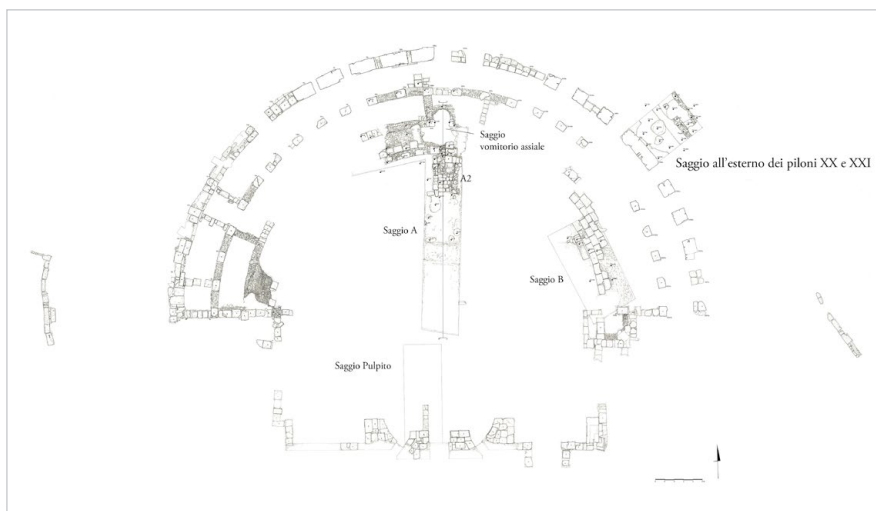 Saggio
vomitorio assiale
Saggio all'esterno dei piloni XX e XXI
A2
Saggio A
Saggio B
Saggio Pulpito